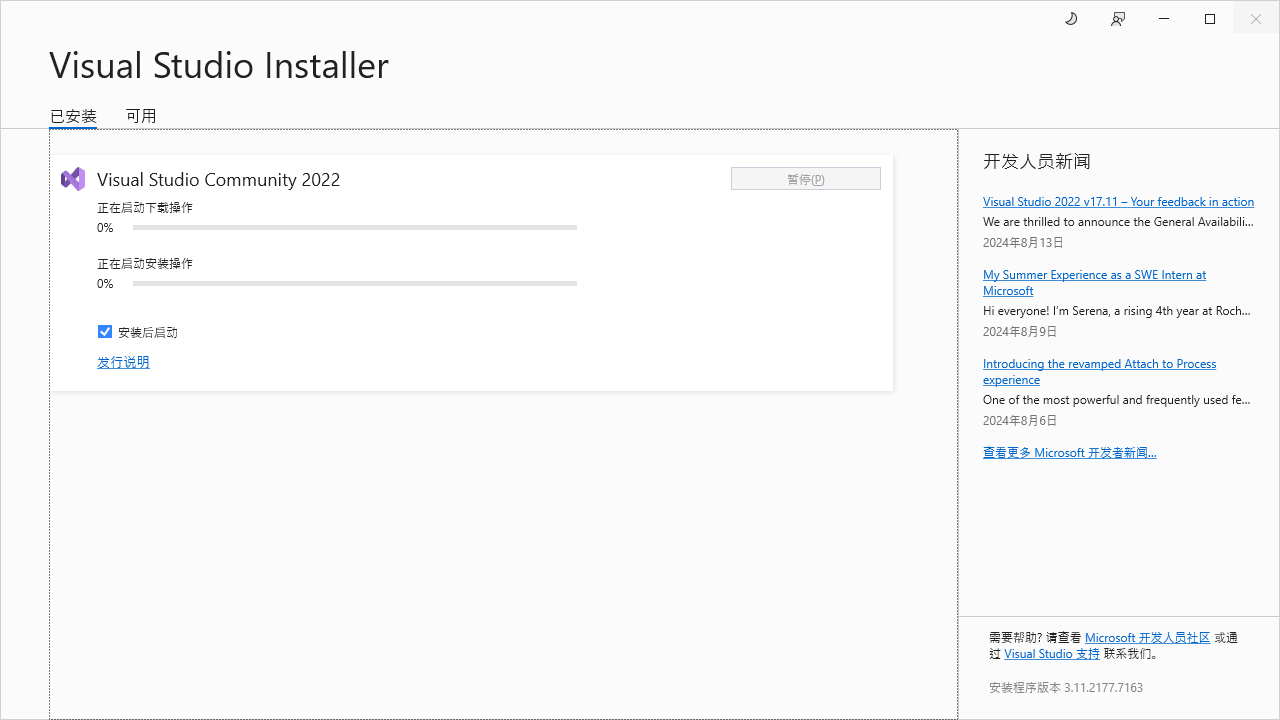 Visual Studio Installer
已安装
可用
Visual Studio Community 2022
暂停(P)
正在启动下载操作
0%
正在启动安装操作
0%
安装后启动
发行说明
开发人员新闻
Visual Studio 2022 v17.11 – Your feedback in action
We are thrilled to announce the General Availabili...
2024年8月13日
My Summer Experience as a SWE Intern at
Microsoft
Hi everyone! I'm Serena, a rising 4th year at Roch...
2024年8月9日
Introducing the revamped Attach to Process
experience
One of the most powerful and frequently used fe...
2024年8月6日
查看更多 Microsoft 开发者新闻...
需要帮助? 请查看 Microsoft 开发人员社区 或通
过 Visual Studio 支持 联系我们。
安装程序版本 3.11.2177.7163